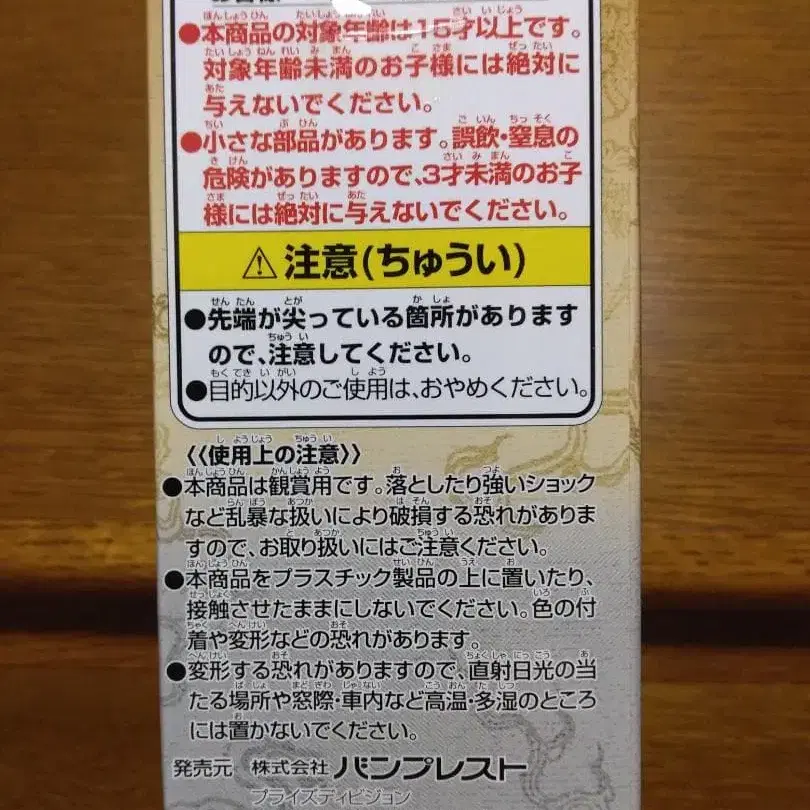 ●本商品の対象年齢は15才以上です。
対象年齢未満のお子様には絶対に
与えないでください。
●小さな部品があります。誤飲・窒息の
危険がありますので、3才未満のお子
様には絶対に与えないでください。
⚠注意(ちゅうい)
●先端が尖っている箇所があります
ので、注意してください。
●目的以外のご使用は、おやめください。
《使用上の注意》
●本商品は観賞用です。落としたり強いショック
など乱暴な扱いにより破損する恐れがありま
すので、お取り扱いにはご注意ください。
●本商品をプラスチック製品の上に置いたり、
接触させたままにしないでください。色の付
着や変形などの恐れがあります。
●変形する恐れがありますので、直射日光の当
たる場所や窓際・車内など高温・多湿のところ
には置かないでください。
発売元 株式会社 バンプレスト
プライズディビジョン